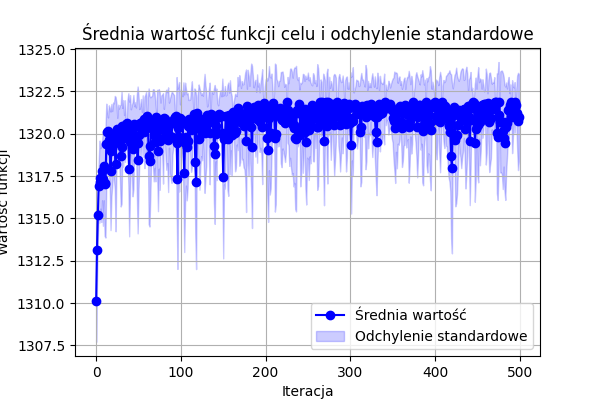 Średnia wartość funkcji celu i odchylenie standardowe
1325.0
1322.5
1320.0
1317.5
1315.0
1312.5
1310.0
1307.5
Wartość funkcji
Średnia wartość
Odchylenie standardowe
0
100
200
300
400
500
Iteracja